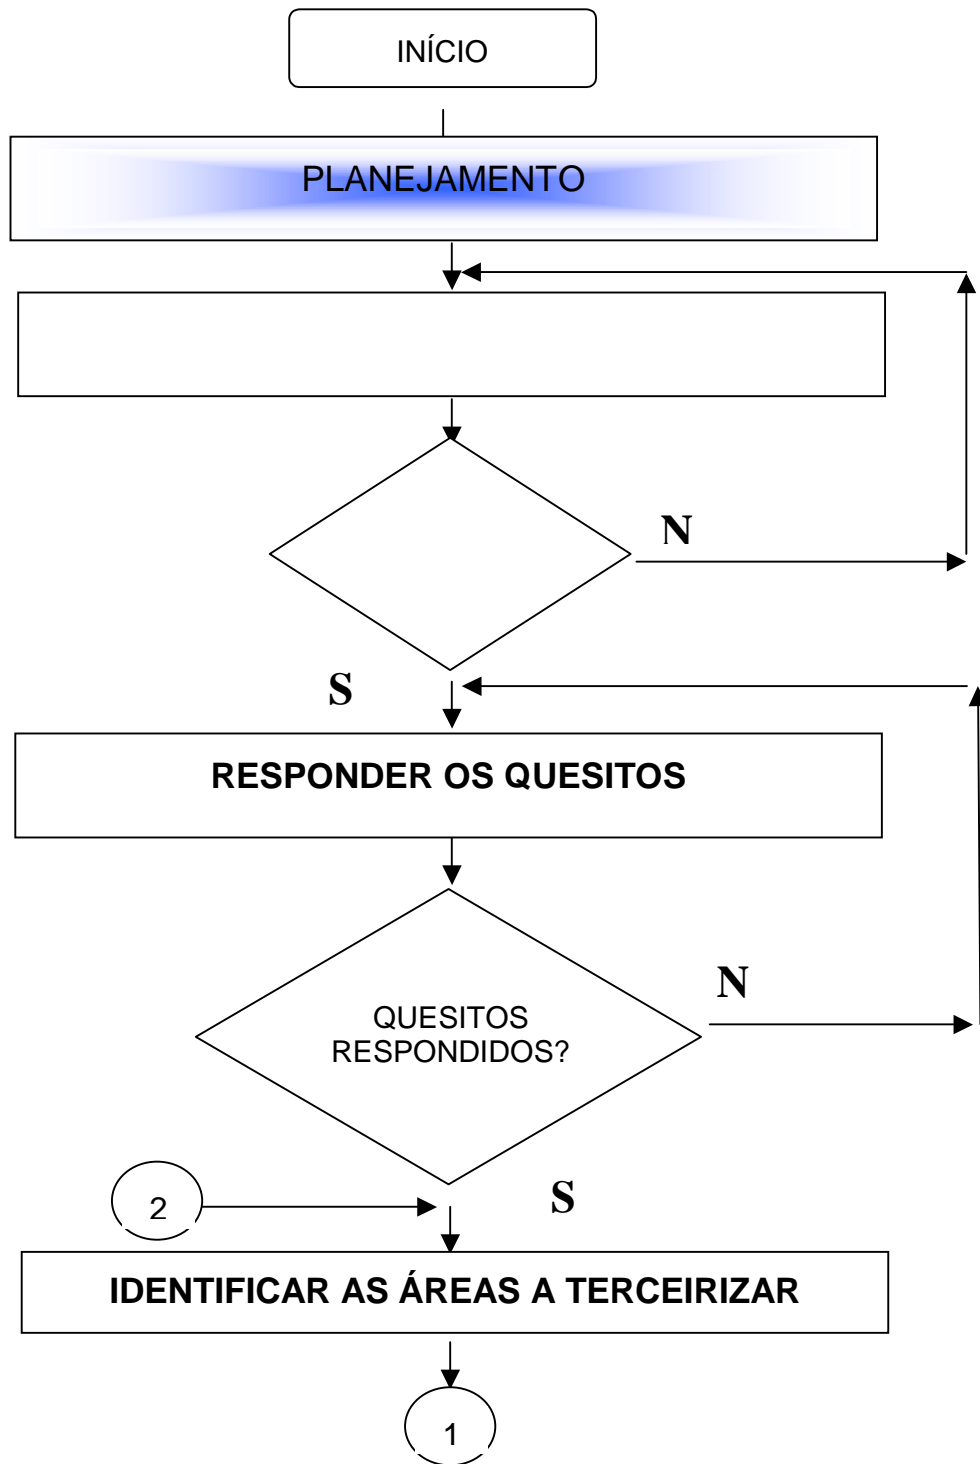 INÍCIO
PLANEJAMENTO
N
S
RESPONDER OS QUESITOS
N
QUESITOS
RESPONDIDOS?
S
2
IDENTIFICAR AS ÁREAS A TERCEIRIZAR
1